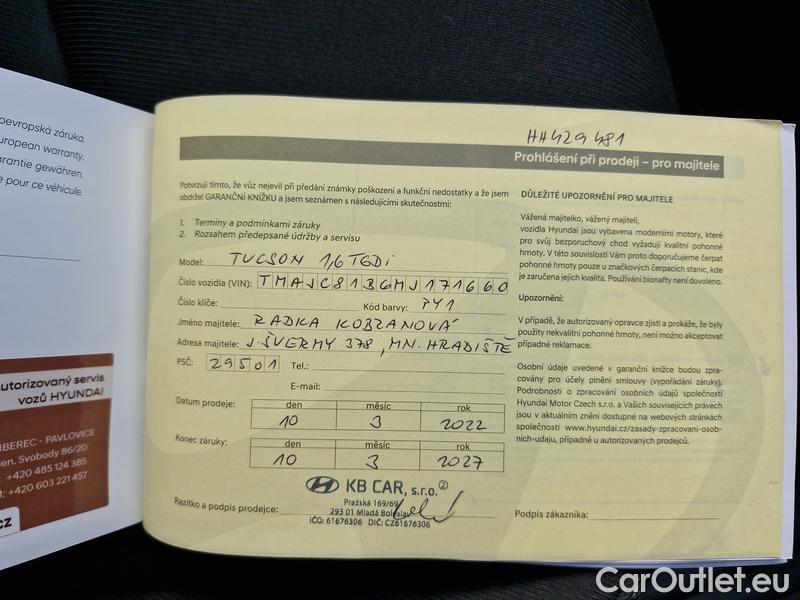 oevropská záruka.
uropean warranty.
arantie gewähren.
e pour ce véhicule.
utorizovaný servis
vozů HYUNDAI
IBEREC - PAVLOVICE
sen. Svobody 86/20
+420 485 124 385
+420 603 221 457
cz
HH429481
Prohlášení při prodeji – pro majitele
Potvrzuji tímto, že vůz nejevil při předání známky poškození a funkční nedostatky a že jsem
obdržel GARANČNÍ KNÍŽKU a jsem seznámen s následujícími skutečnostmi:
1. Termíny a podmínkami záruky
2. Rozsahem předepsané údržby a servisu
Model: TUCSON 1,6 TGDi
Číslo vozidla (VIN): TMAJC813GMJ171660
Číslo klíče: Kód barvy: PY1
Jméno majitele: RADKA KOBZANOVÁ
Adresa majitele: J. ŠVERMY 378, MN. HRADIŠTĚ
PSČ: 29501 Tel.:
E-mail:
Datum prodeje: den měsíc rok
10 3 2022
Konec záruky: den měsíc rok
10 3 2027
KB CAR, s.r.o. ②
Pražská 169/69
Razítko a podpis prodejce: 293 01 Mladá Boleslav
IČO: 61676306 DIČ: CZ61676306
DŮLEŽITÉ UPOZORNĚNÍ PRO MAJITELE
Vážená majitelko, vážený majiteli,
vozidla Hyundai jsou vybavena moderními motory, které
pro svůj bezporuchový chod vyžadují kvalitní pohonné
hmoty. V této souvislosti Vám proto doporučujeme čerpat
pohonné hmoty pouze u značkových čerpacích stanic, kde
je zaručena jejich kvalita. Používání bionafty není dovoleno.
Upozornění:
V případě, že autorizovaný opravce zjistí a prokáže, že byly
použity nekvalitní pohonné hmoty, není možno akceptovat
případné reklamace.
Osobní údaje uvedené v garanční knížce budou zpra-
covány pro účely plnění smlouvy (vypořádání záruky).
Podrobnosti o zpracování osobních údajů společností
Hyundai Motor Czech s.r.o. a Vašich souvisejících právech
jsou v aktuálním znění dostupné na webových stránkách
společnosti www.hyundai.cz/zasady-zpracovani-osob-
nich-udaju, případně u autorizovaných prodejců.
Podpis zákazníka:
CarOutlet.eu